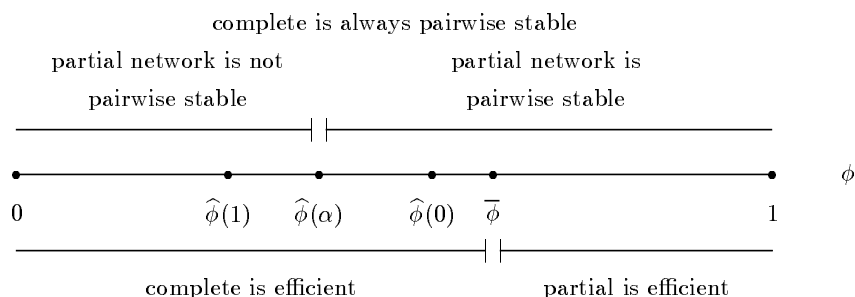 complete is always pairwise stable
partial network is not partial network is
pairwise stable pairwise stable
ϕ
0 ϕ̂(1) ϕ̂(α) ϕ̂(0) ϕ̅ 1
complete is efficient partial is efficient